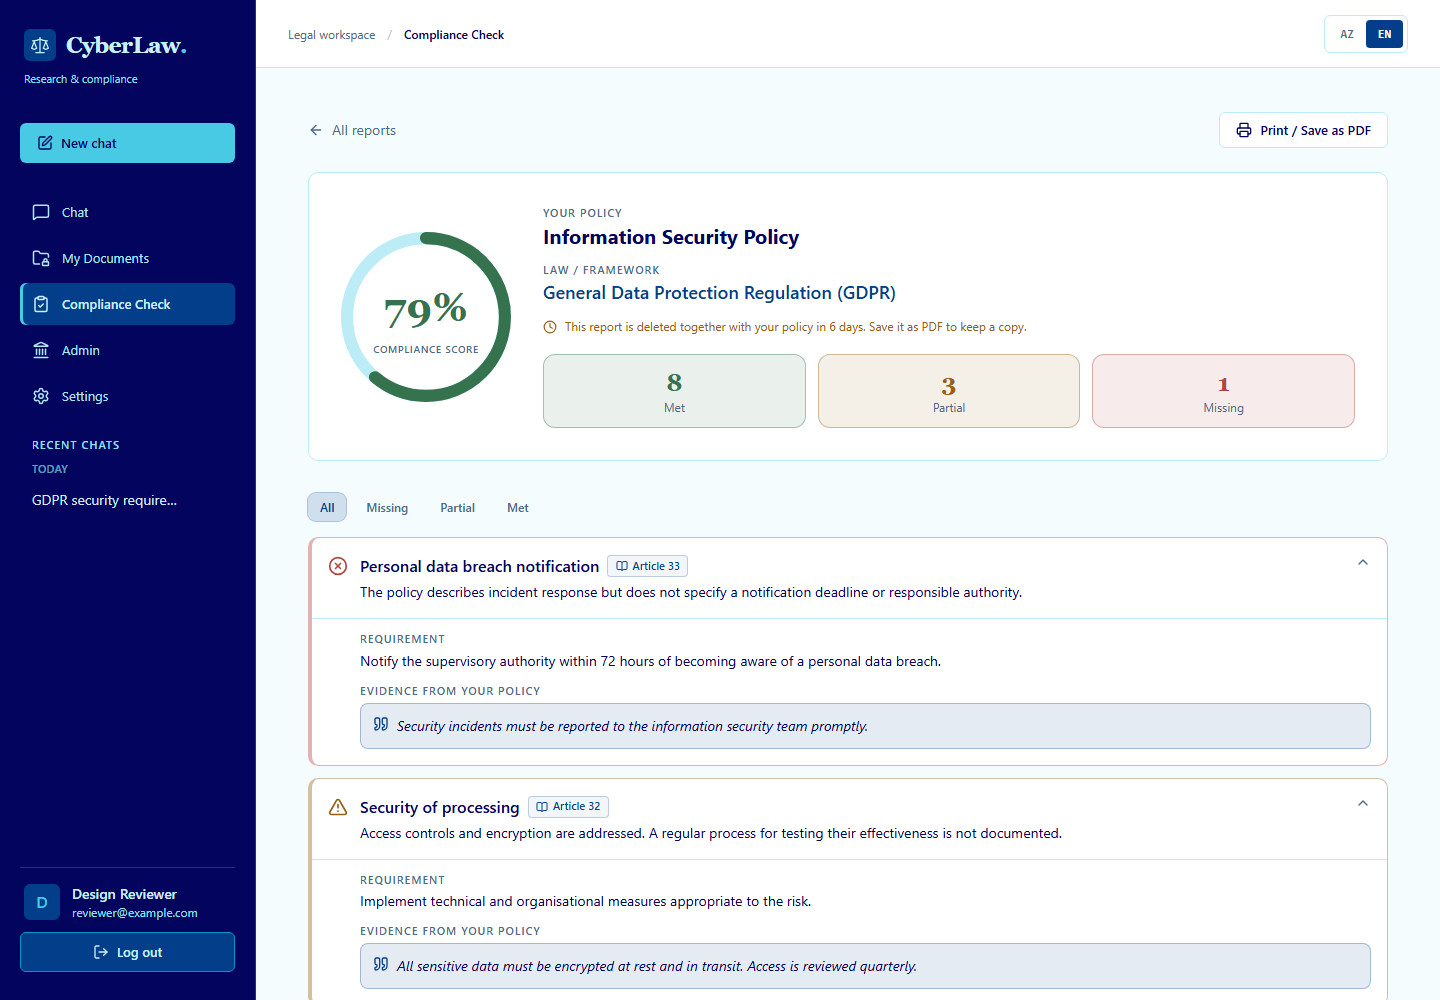 CyberLaw.
Research & compliance
New chat
Chat
My Documents
Compliance Check
Admin
Settings
RECENT CHATS
TODAY
GDPR security require...
Design Reviewer
D
reviewer@example.com
Log out
Legal workspace / Compliance Check
AZ EN
All reports
Print / Save as PDF
79%
COMPLIANCE SCORE
YOUR POLICY
Information Security Policy
LAW / FRAMEWORK
General Data Protection Regulation (GDPR)
This report is deleted together with your policy in 6 days. Save it as PDF to keep a copy.
8
Met
3
Partial
1
Missing
All Missing Partial Met
Personal data breach notification Article 33
The policy describes incident response but does not specify a notification deadline or responsible authority.
REQUIREMENT
Notify the supervisory authority within 72 hours of becoming aware of a personal data breach.
EVIDENCE FROM YOUR POLICY
Security incidents must be reported to the information security team promptly.
Security of processing Article 32
Access controls and encryption are addressed. A regular process for testing their effectiveness is not documented.
REQUIREMENT
Implement technical and organisational measures appropriate to the risk.
EVIDENCE FROM YOUR POLICY
All sensitive data must be encrypted at rest and in transit. Access is reviewed quarterly.